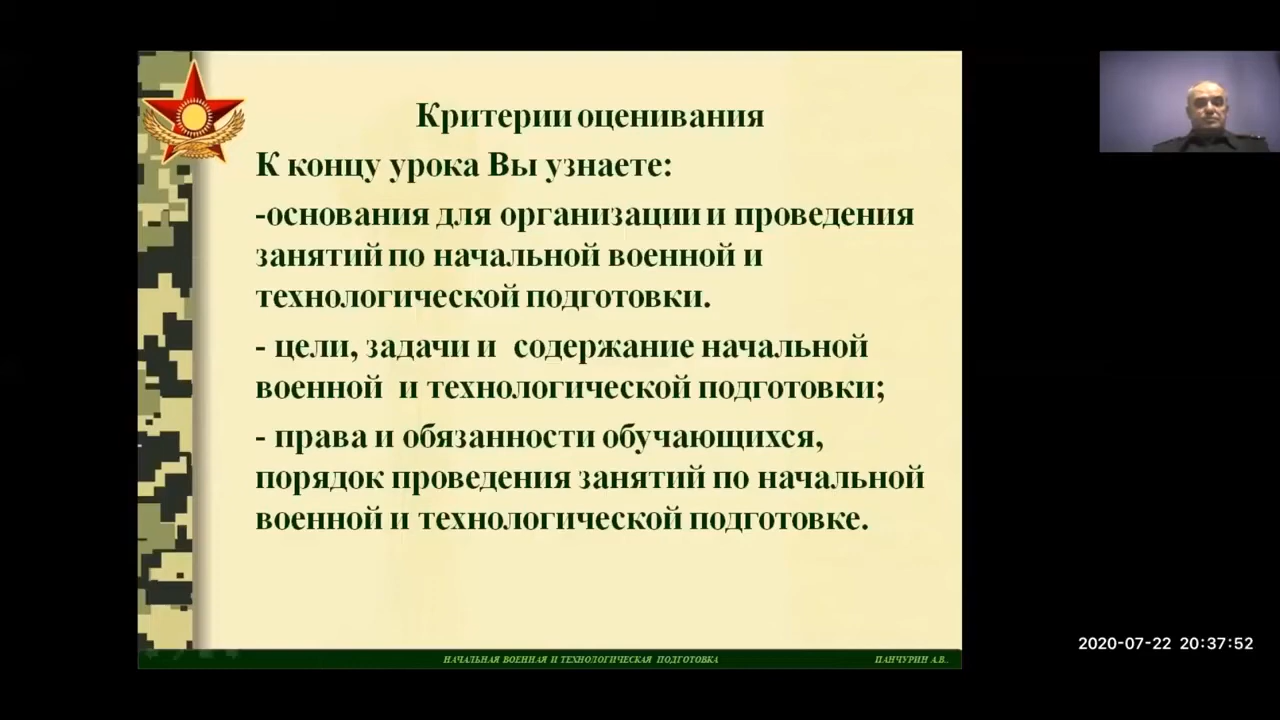 Критерии оценивания
К концу урока Вы узнаете:
-основания для организации и проведения
занятий по начальной военной и
технологической подготовки.
- цели, задачи и содержание начальной
военной и технологической подготовки;
- права и обязанности обучающихся,
порядок проведения занятий по начальной
военной и технологической подготовке.
2020-07-22 20:37:52
НАЧАЛЬНАЯ ВОЕННАЯ И ТЕХНОЛОГИЧЕСКАЯ ПОДГОТОВКА
ПАНЧУРИН А.В..